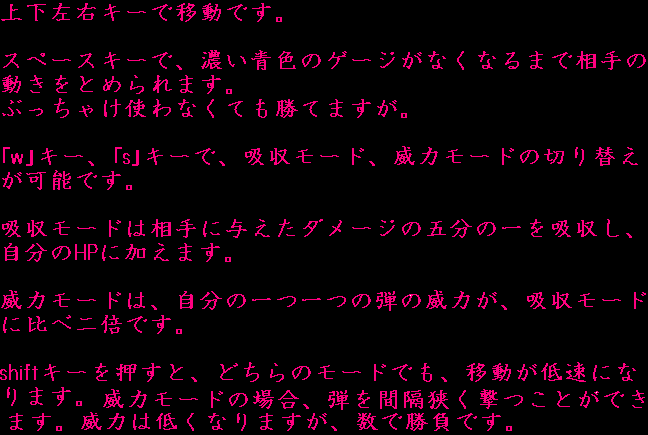 上下左右キーで移動です。
スペースキーで、濃い青色のゲージがなくなるまで相手の
動きをとめられます。
ぶっちゃけ使わなくても勝てますが。
「w」キー、「s」キーで、吸収モード、威力モードの切り替え
が可能です。
吸収モードは相手に与えたダメージの五分の一を吸収し、
自分のHPに加えます。
威力モードは、自分の一つ一つの弾の威力が、吸収モード
に比べ二倍です。
shiftキーを押すと、どちらのモードでも、移動が低速にな
ります。威力モードの場合、弾を間隔狭く撃つことができ
ます。威力は低くなりますが、数で勝負です。